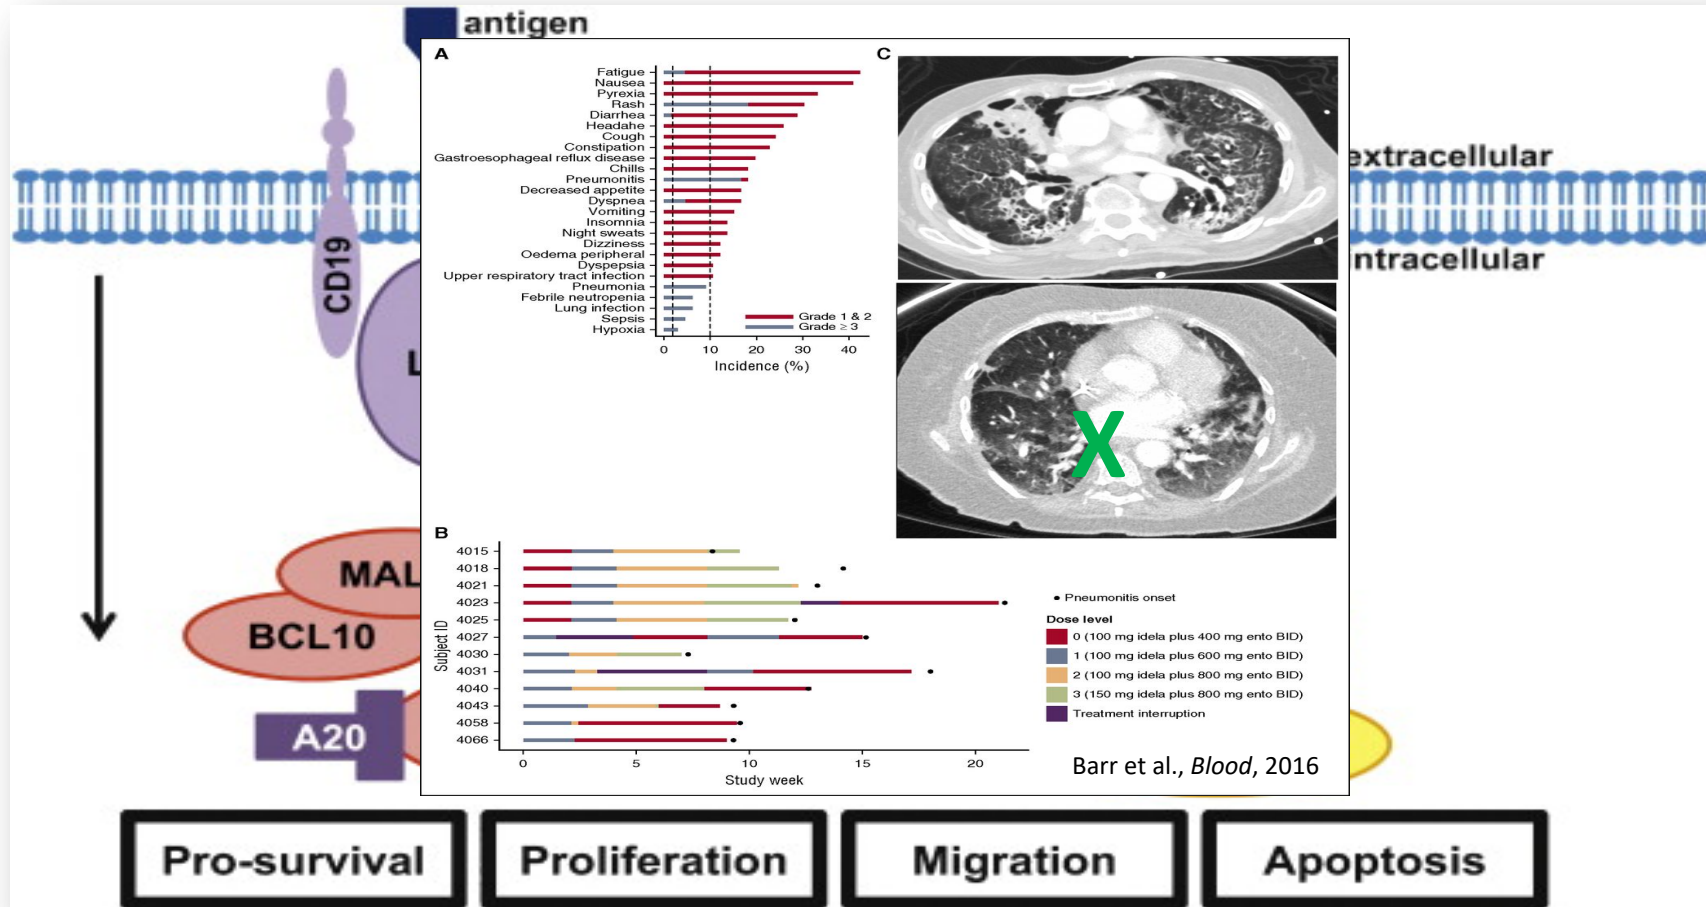 antigen
A
C
Fatigue
Nausea
Pyrexia
Rash
Diarrhea
Headahe
Cough
Constipation
Gastroesophageal reflux disease
Chills
Pneumonitis
Decreased appetite
Dyspnea
Vomiting
Insomnia
Night sweats
Dizziness
Oedema peripheral
Dyspepsia
Upper respiratory tract infection
Pneumonia
Febrile neutropenia
Lung infection
Sepsis
Hypoxia
Grade 1 & 2
Grade ≥ 3
0 10 20 30 40
Incidence (%)
extracellular
ntracellular
CD19
L
X
MAL
BCL10
A20
B
Subject ID
4015
4018
4021
4023
4025
4027
4030
4031
4040
4043
4058
4066
0 5 10 15 20
Study week
Pneumonitis onset
Dose level
0 (100 mg idela plus 400 mg ento BID)
1 (100 mg idela plus 600 mg ento BID)
2 (100 mg idela plus 800 mg ento BID)
3 (150 mg idela plus 800 mg ento BID)
Treatment interruption
Barr et al., Blood, 2016
Pro-survival
Proliferation
Migration
Apoptosis